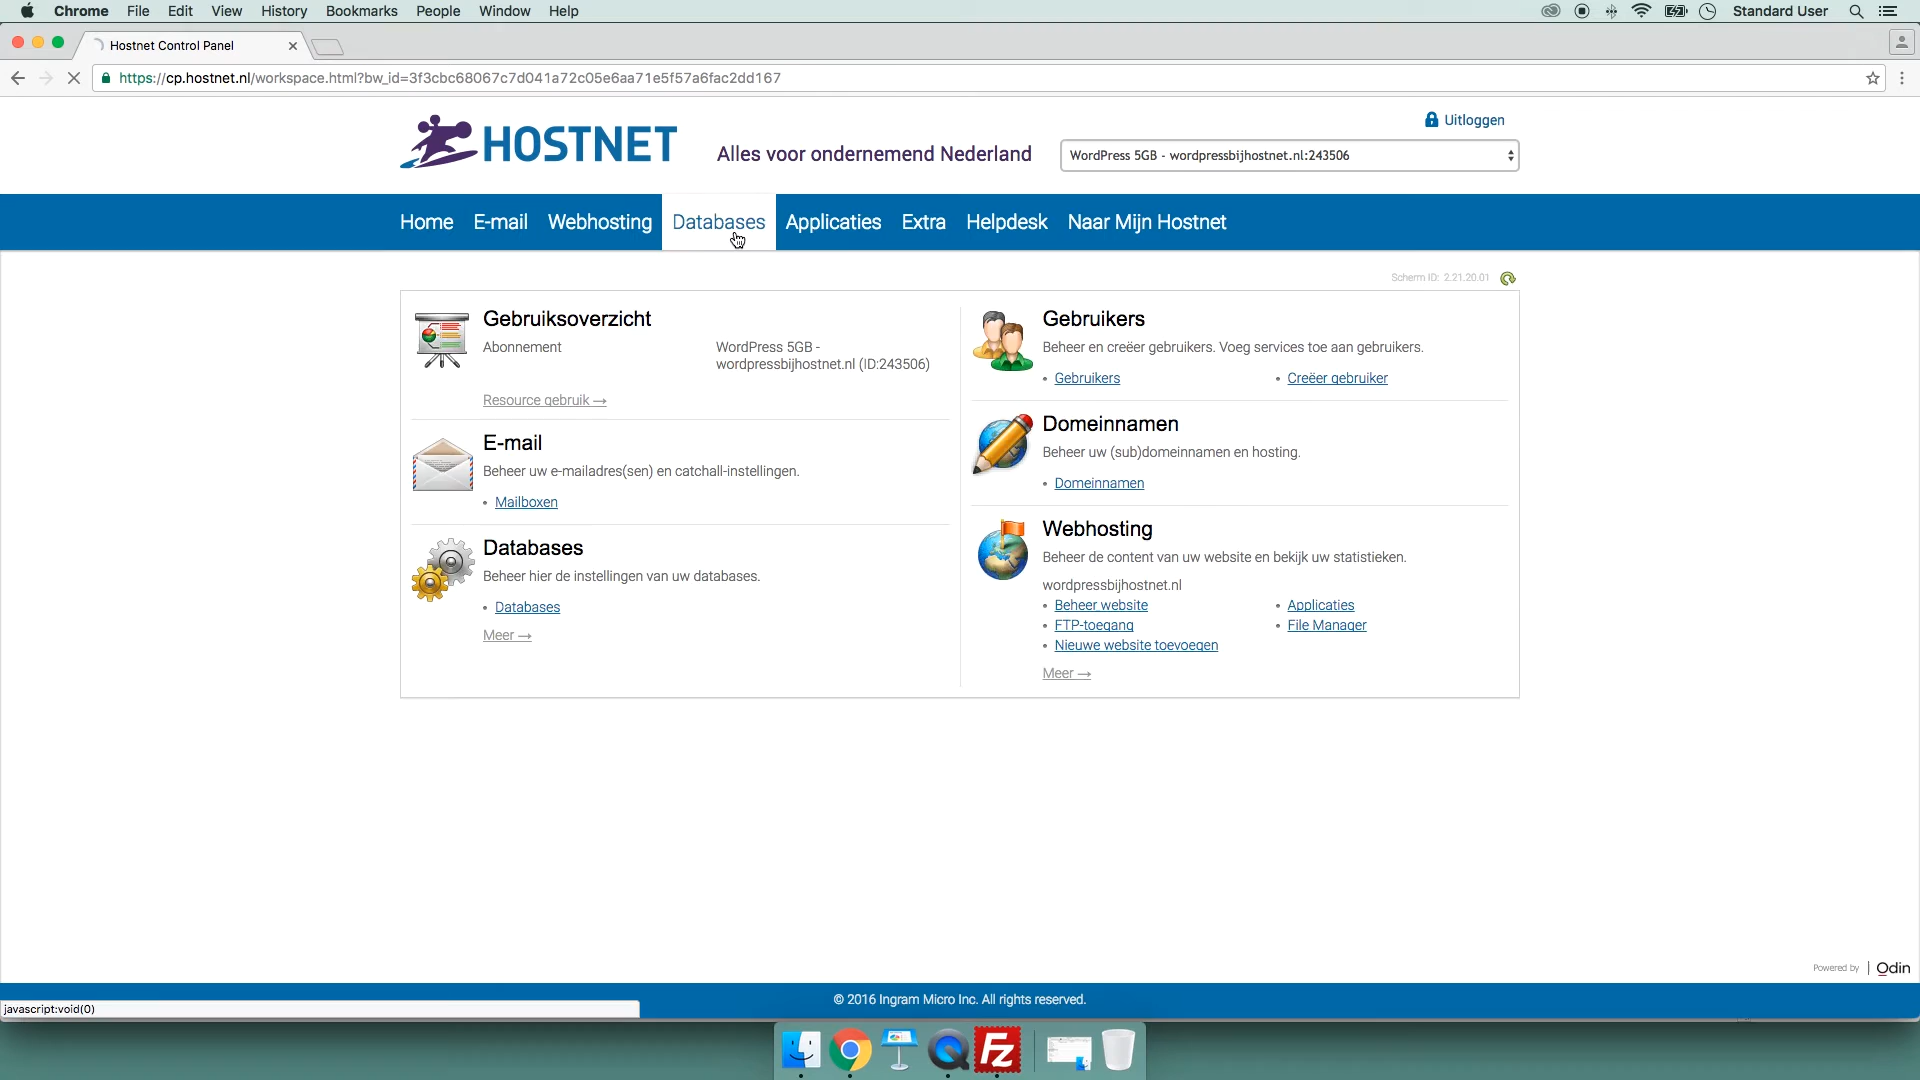 Chrome File Edit View History Bookmarks People Window Help Standard User
Hostnet Control Panel
https://cp.hostnet.nl/workspace.html?bw_id=3f3cbc68067c7d041a72c05e6aa71e5f57a6fac2dd167
Uitloggen
HOSTNET
Alles voor ondernemend Nederland
WordPress 5GB - wordpressbijhostnet.nl:243506
Home E-mail Webhosting Databases Applicaties Extra Helpdesk Naar Mijn Hostnet
Scherm ID: 2.21.20.01
Gebruiksoverzicht
Abonnement
WordPress 5GB -
wordpressbijhostnet.nl (ID:243506)
Resource gebruik →
E-mail
Beheer uw e-mailadres(sen) en catchall-instellingen.
• Mailboxen
Databases
Beheer hier de instellingen van uw databases.
• Databases
Meer →
Gebruikers
Beheer en creëer gebruikers. Voeg services toe aan gebruikers.
• Gebruikers • Creëer gebruiker
Domeinnamen
Beheer uw (sub)domeinnamen en hosting.
• Domeinnamen
Webhosting
Beheer de content van uw website en bekijk uw statistieken.
wordpressbijhostnet.nl
• Beheer website • Applicaties
• FTP-toegang • File Manager
• Nieuwe website toevoegen
Meer →
Powered by | Odin
© 2016 Ingram Micro Inc. All rights reserved.
javascript:void(0)
Fz